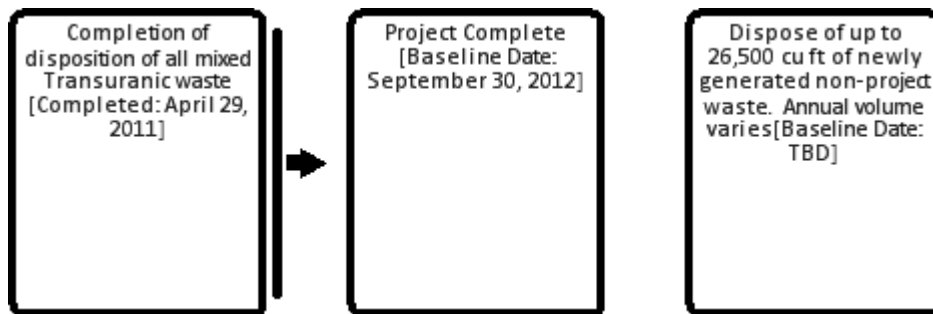 Completion of
disposition of all mixed
Transuranic waste
[Completed: April 29,
2011]
Project Complete
[Baseline Date:
September 30, 2012]
Dispose of up to
26,500 cu ft of newly
generated non-project
waste. Annual volume
varies[Baseline Date:
TBD]